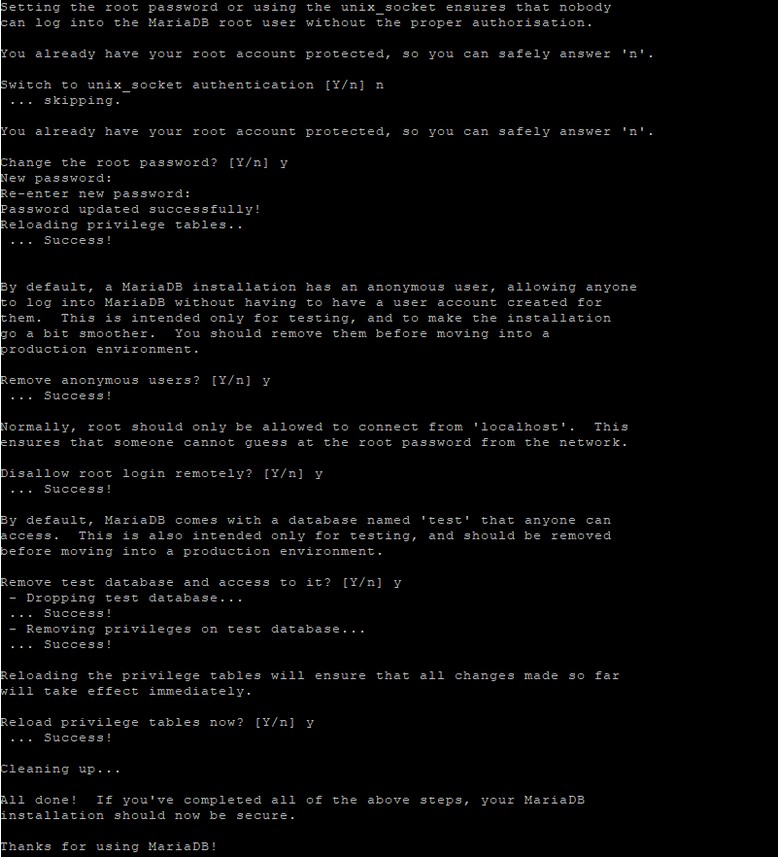 Setting the root password or using the unix_socket ensures that nobody
can log into the MariaDB root user without the proper authorisation.
You already have your root account protected, so you can safely answer 'n'.
Switch to unix_socket authentication [Y/n] n
... skipping.
You already have your root account protected, so you can safely answer 'n'.
Change the root password? [Y/n] y
New password:
Re-enter new password:
Password updated successfully!
Reloading privilege tables..
... Success!
By default, a MariaDB installation has an anonymous user, allowing anyone
to log into MariaDB without having to have a user account created for
them.  This is intended only for testing, and to make the installation
go a bit smoother.  You should remove them before moving into a
production environment.
Remove anonymous users? [Y/n] y
... Success!
Normally, root should only be allowed to connect from 'localhost'.  This
ensures that someone cannot guess at the root password from the network.
Disallow root login remotely? [Y/n] y
... Success!
By default, MariaDB comes with a database named 'test' that anyone can
access.  This is also intended only for testing, and should be removed
before moving into a production environment.
Remove test database and access to it? [Y/n] y
- Dropping test database...
... Success!
- Removing privileges on test database...
... Success!
Reloading the privilege tables will ensure that all changes made so far
will take effect immediately.
Reload privilege tables now? [Y/n] y
... Success!
Cleaning up...
All done!  If you've completed all of the above steps, your MariaDB
installation should now be secure.
Thanks for using MariaDB!